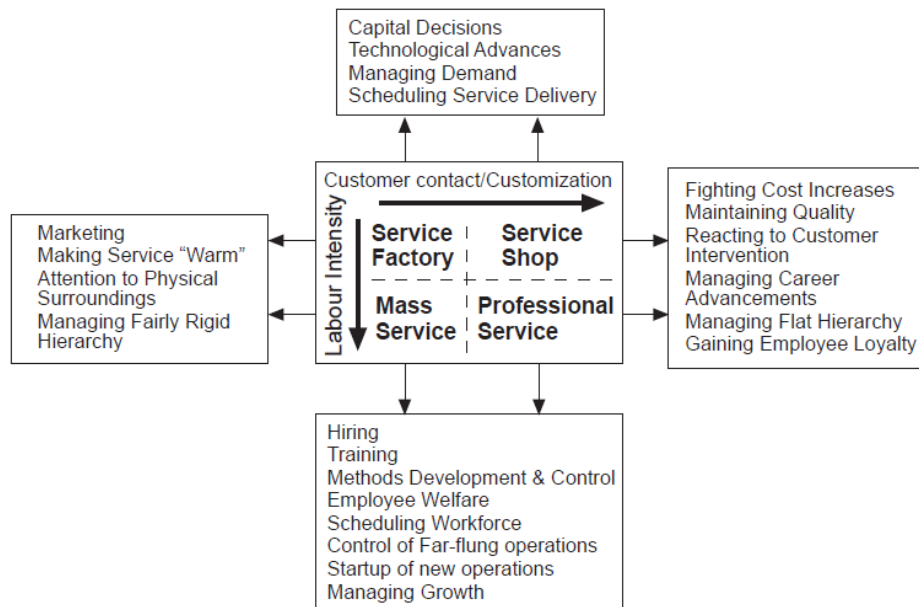 Capital Decisions
Technological Advances
Managing Demand
Scheduling Service Delivery
Marketing
Making Service “Warm”
Attention to Physical
Surroundings
Managing Fairly Rigid
Hierarchy
Customer contact/Customization
Labour Intensity
Service
Factory
Service
Shop
Mass
Service
Professional
Service
Fighting Cost Increases
Maintaining Quality
Reacting to Customer
Intervention
Managing Career
Advancements
Managing Flat Hierarchy
Gaining Employee Loyalty
Hiring
Training
Methods Development & Control
Employee Welfare
Scheduling Workforce
Control of Far-flung operations
Startup of new operations
Managing Growth